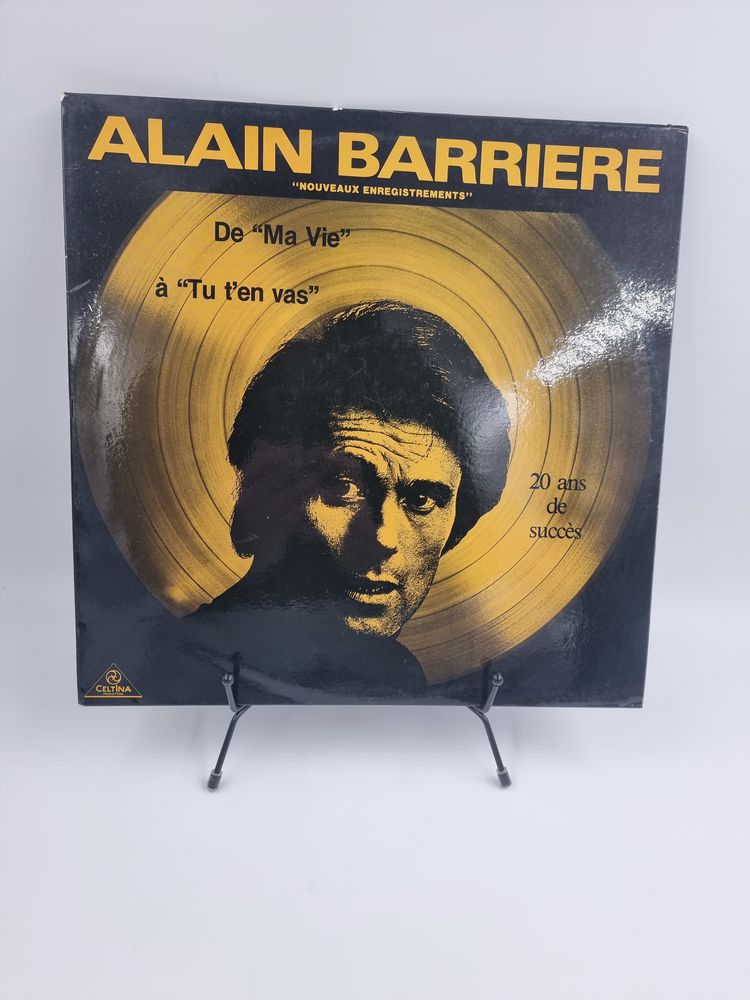 ALAIN BARRIERE
"NOUVEAUX ENREGISTREMENTS"
De "Ma Vie"
à "Tu t'en vas"
20 ans
de
succès
CELTINA